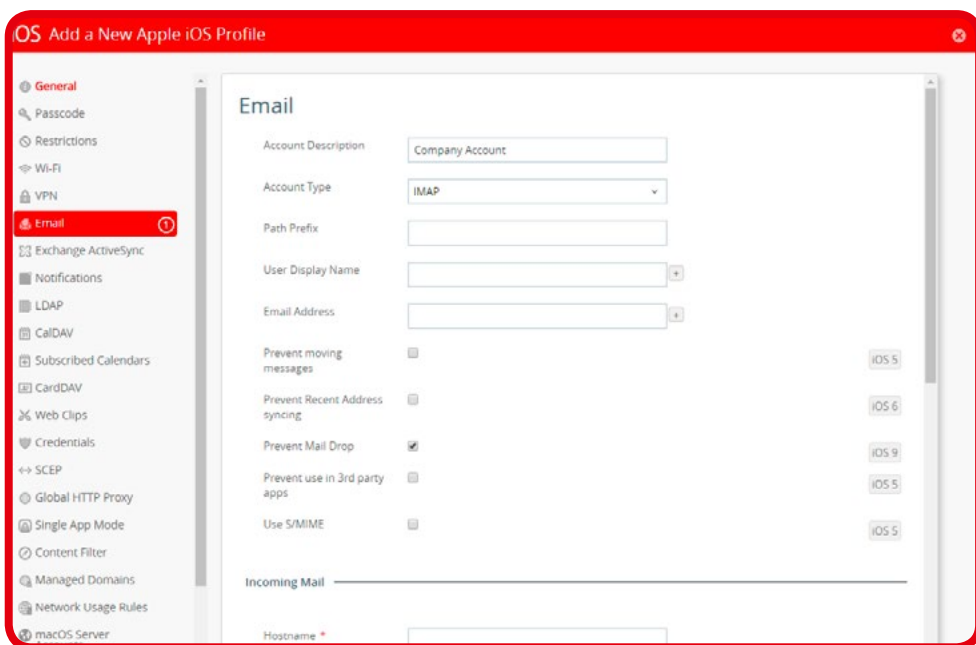 iOS Add a New Apple iOS Profile
General
Passcode
Restrictions
Wi-Fi
VPN
Email 1
Exchange ActiveSync
Notifications
LDAP
CalDAV
Subscribed Calendars
CardDAV
Web Clips
Credentials
SCEP
Global HTTP Proxy
Single App Mode
Content Filter
Managed Domains
Network Usage Rules
macOS Server
Email
Account Description Company Account
Account Type IMAP
Path Prefix
User Display Name +
Email Address +
Prevent moving
messages iOS 5
Prevent Recent Address
syncing iOS 6
Prevent Mail Drop iOS 9
Prevent use in 3rd party
apps iOS 5
Use S/MIME iOS 5
Incoming Mail
Hostname *